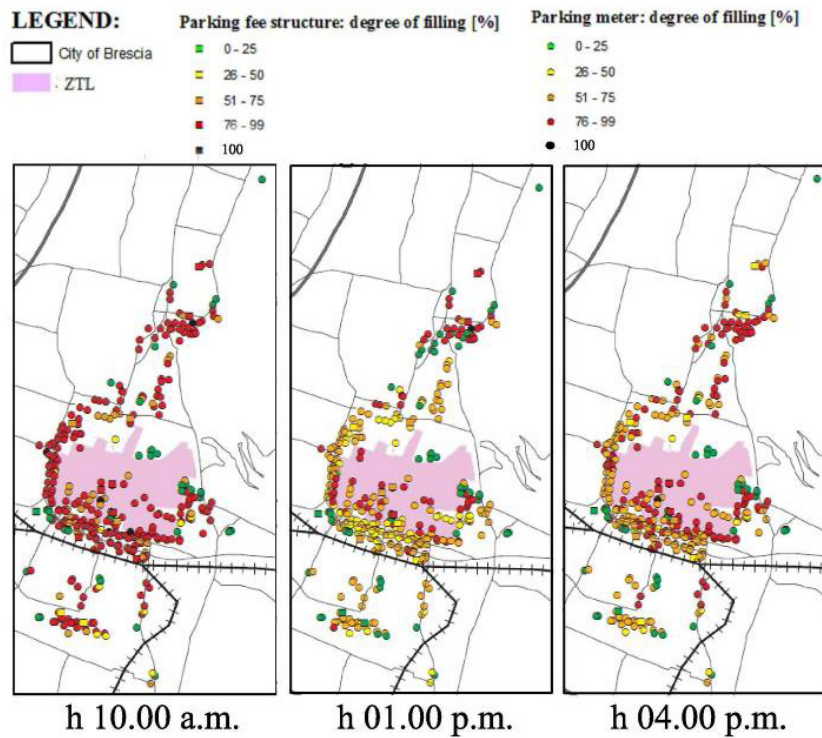 LEGEND:
City of Brescia
ZTL
Parking fee structure: degree of filling [%]
0 - 25
26 - 50
51 - 75
76 - 99
100
Parking meter: degree of filling [%]
0 - 25
26 - 50
51 - 75
76 - 99
100
h 10.00 a.m.
h 01.00 p.m.
h 04.00 p.m.